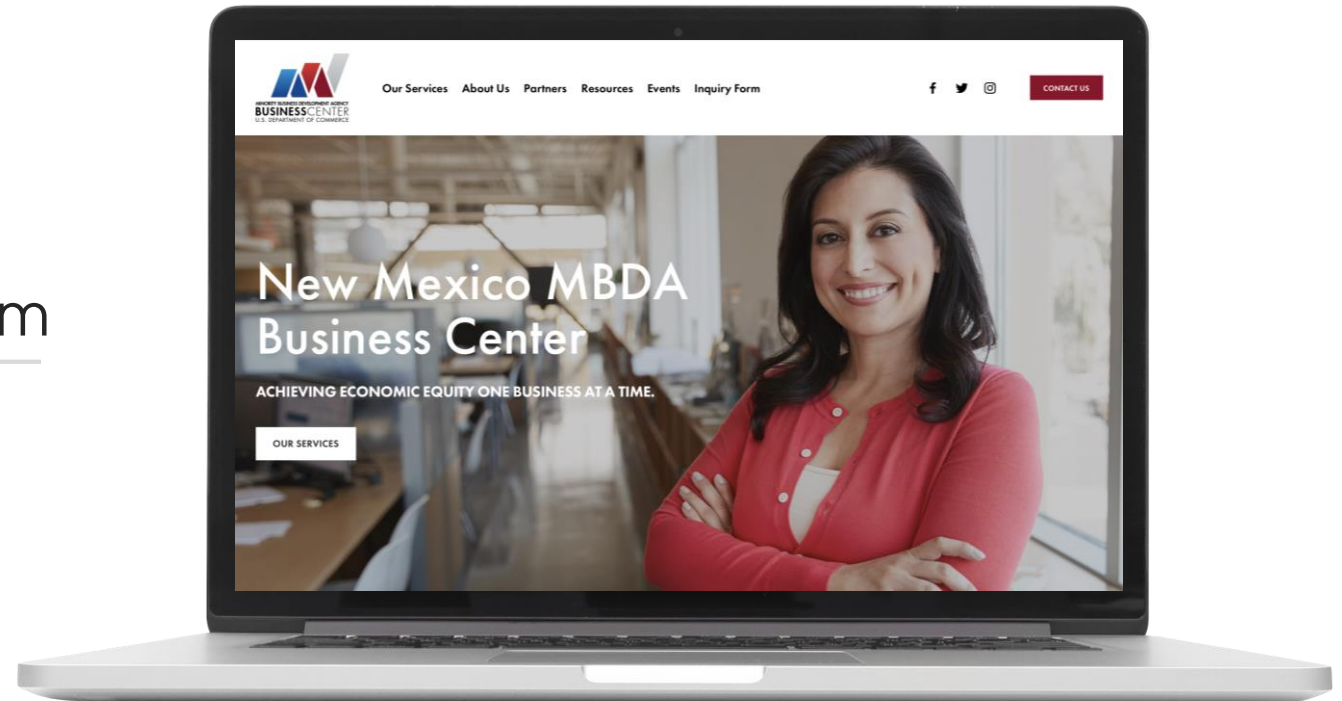 m
MINORITY BUSINESS DEVELOPMENT AGENCY
BUSINESSCENTER
U.S. DEPARTMENT OF COMMERCE
Our Services About Us Partners Resources Events Inquiry Form
CONTACT US
New Mexico MBDA
Business Center
ACHIEVING ECONOMIC EQUITY ONE BUSINESS AT A TIME.
OUR SERVICES